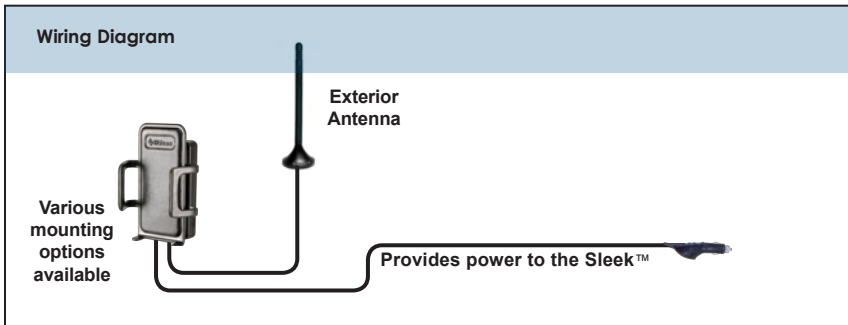 Wiring Diagram
Exterior
Antenna
Various
mounting
options
available
Provides power to the Sleek™